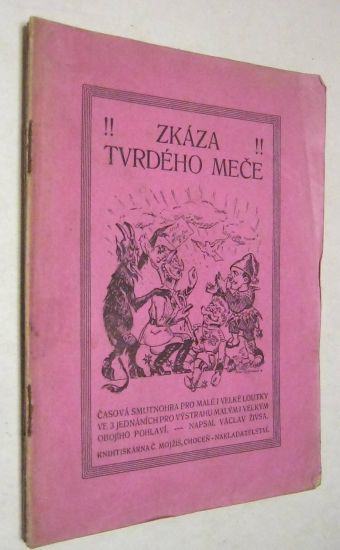 !! ZKÁZA !!
TVRDÉHO MEČE
ČASOVÁ SMUTNOHRA PRO MALÉ I VELKÉ LOUTKY
VE 3 JEDNÁNÍCH PRO VÝSTRAHU MALÝM I VELKÝM
OBOJÍHO POHLAVÍ. — NAPSAL VÁCLAV ŽIVSA.
KNIHTISKÁRNA Č. MOJŽÍŠ, CHOCEŇ - NAKLADATELSTVÍ.